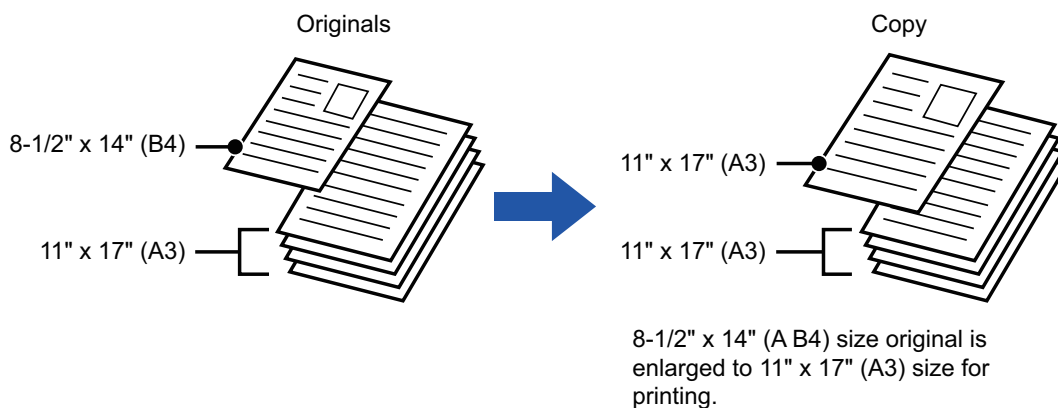 Originals
8-1/2" x 14" (B4)
11" x 17" (A3)
Copy
11" x 17" (A3)
11" x 17" (A3)
8-1/2" x 14" (A B4) size original is
enlarged to 11" x 17" (A3) size for
printing.